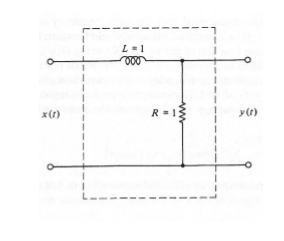 L = 1
x(t)
R = 1
y(t)